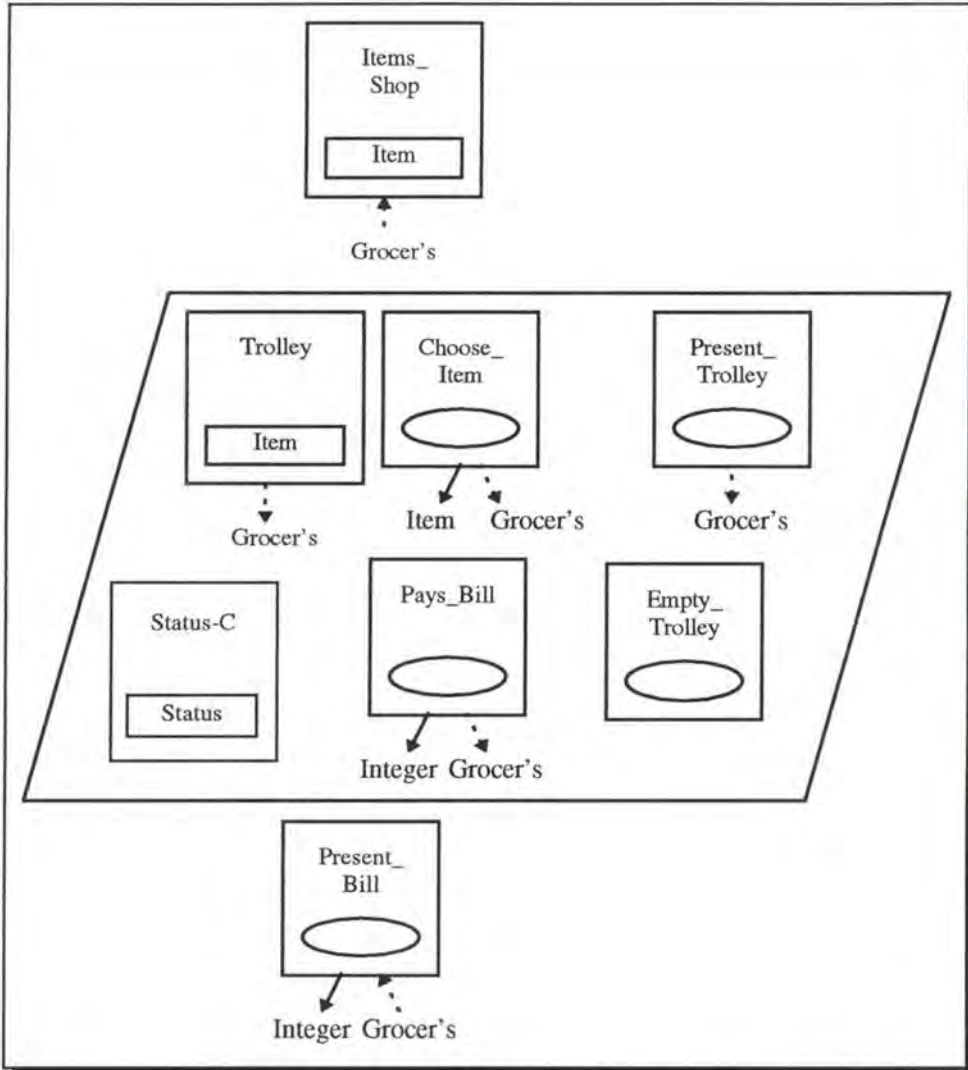 Items_
Shop
Item
Grocer's
Trolley
Choose_
Item
Present_
Trolley
Item
Grocer's
Item Grocer's
Grocer's
Status-C
Pays_Bill
Empty_
Trolley
Status
Integer Grocer's
Present_
Bill
Integer Grocer's